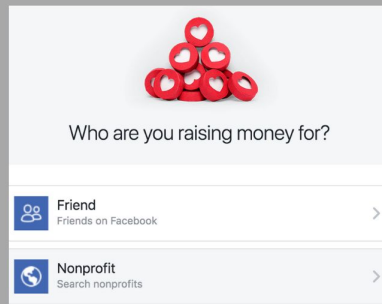 Who are you raising money for?
Friend
Friends on Facebook
Nonprofit
Search nonprofits